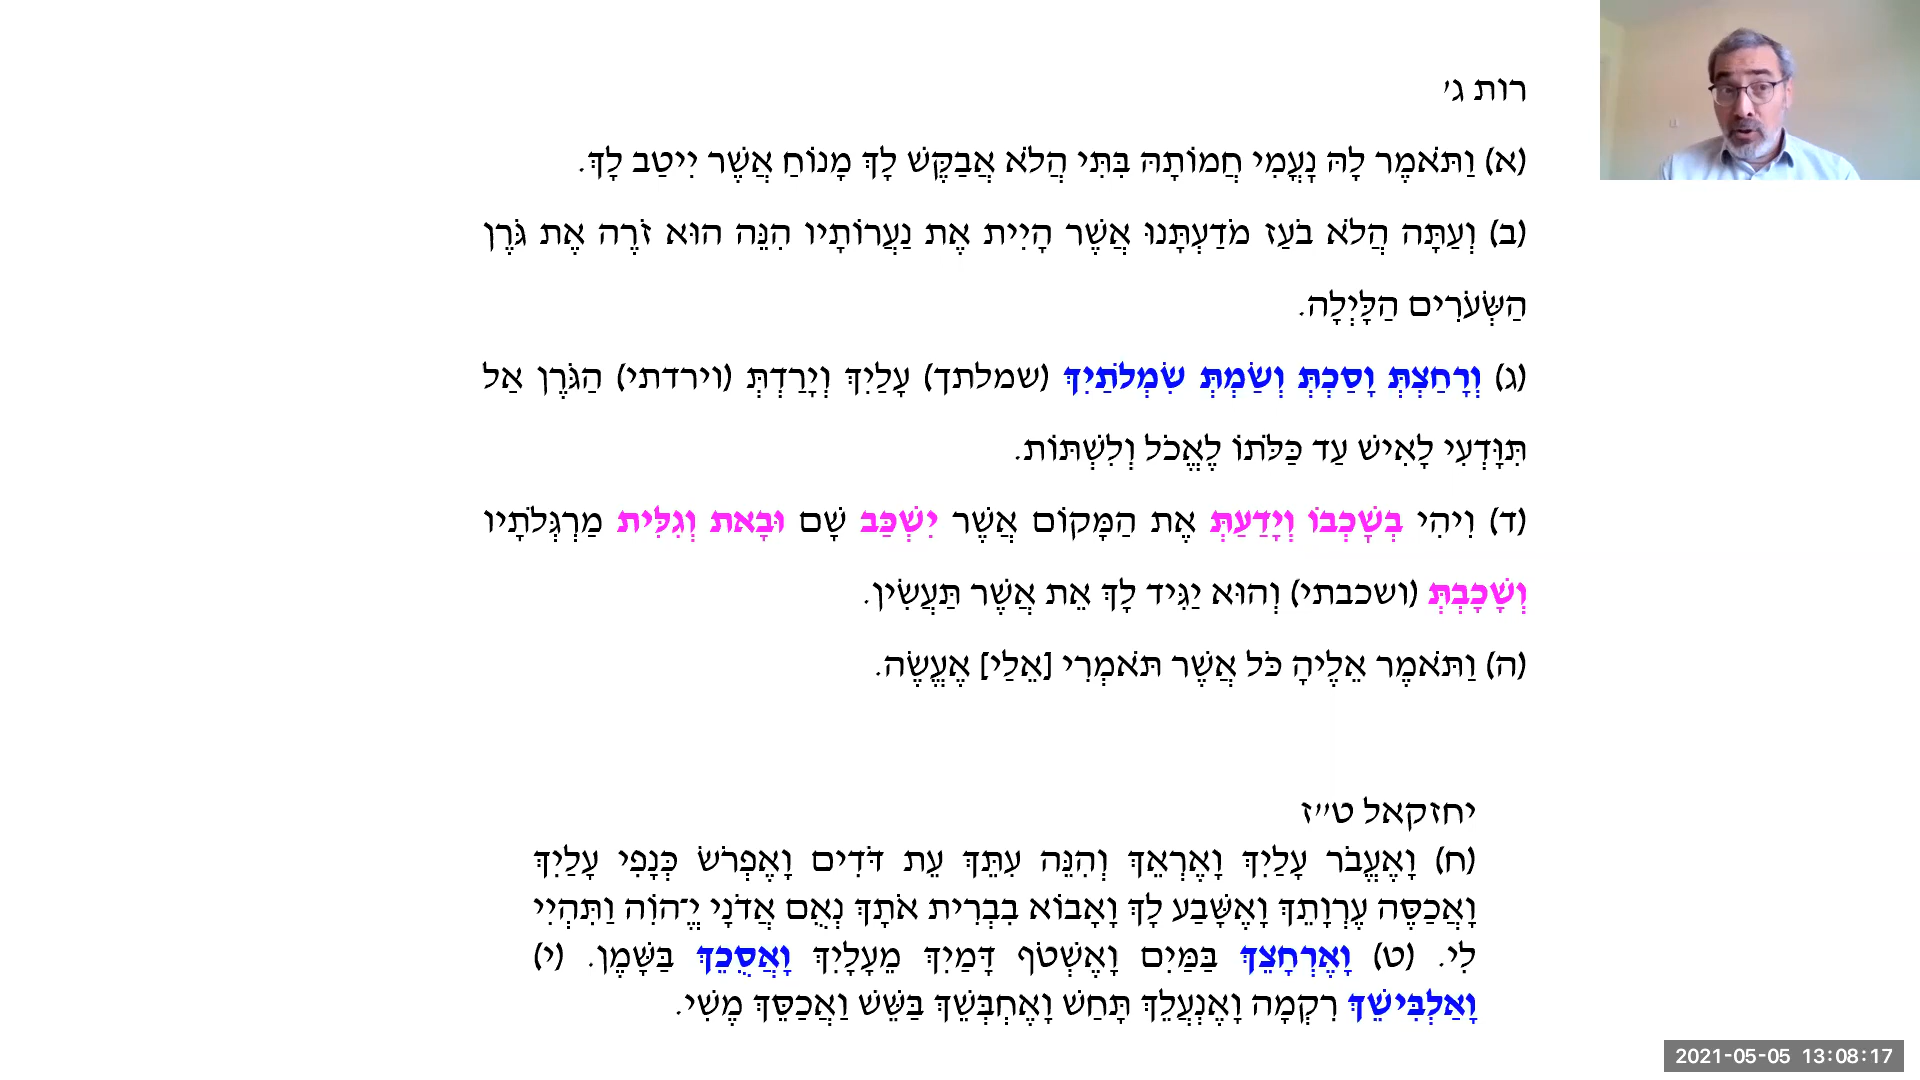 רות ג'
(א) וַתֹּאמֶר לָהּ נָעֳמִי חֲמוֹתָהּ בִּתִּי הֲלֹא אֲבַקֶּשׁ לָךְ מָנוֹחַ אֲשֶׁר יִיטַב לָךְ.
(ב) וְעַתָּה הֲלֹא בֹעַז מֹדַעְתָּנוּ אֲשֶׁר הָיִית אֶת נַעֲרוֹתָיו הִנֵּה הוּא זֹרֶה אֶת גֹּרֶן
הַשְּׂעֹרִים הַלָּיְלָה.
(ג) וְרָחַצְתְּ וָסַכְתְּ וְשַׂמְתְּ שִׂמְלֹתַיִךְ (שמלתך) עָלַיִךְ וְיָרַדְתְּ (וירדתי) הַגֹּרֶן אַל
תִּוָּדְעִי לָאִישׁ עַד כַּלֹּתוֹ לֶאֱכֹל וְלִשְׁתּוֹת.
(ד) וִיהִי בְשָׁכְבוֹ וְיָדַעַתְּ אֶת הַמָּקוֹם אֲשֶׁר יִשְׁכַּב שָׁם וּבָאת וְגִלִּית מַרְגְּלֹתָיו
וְשָׁכָבְתְּ (ושכבתי) וְהוּא יַגִּיד לָךְ אֵת אֲשֶׁר תַּעֲשִׂין.
(ה) וַתֹּאמֶר אֵלֶיהָ כֹּל אֲשֶׁר תֹּאמְרִי [אֵלַי] אֶעֱשֶׂה.
יחזקאל ט"ז
(ח) וָאֶעֱבֹר עָלַיִךְ וָאֶרְאֵךְ וְהִנֵּה עִתֵּךְ עֵת דֹּדִים וָאֶפְרֹשׂ כְּנָפִי עָלַיִךְ
וָאֲכַסֶּה עֶרְוָתֵךְ וָאֶשָּׁבַע לָךְ וָאָבוֹא בִבְרִית אֹתָךְ נְאֻם אֲדֹנָי יֱ־הֹוִה וַתִּהְיִי
לִי. (ט) וָאֶרְחָצֵךְ בַּמַּיִם וָאֶשְׁטֹף דָּמַיִךְ מֵעָלָיִךְ וָאֲסֻכֵךְ בַּשָּׁמֶן. (י)
וָאַלְבִּישֵׁךְ רִקְמָה וָאֶנְעֲלֵךְ תָּחַשׁ וָאֶחְבְּשֵׁךְ בַּשֵּׁשׁ וַאֲכַסֵּךְ מֶשִׁי.
2021-05-05 13:08:17